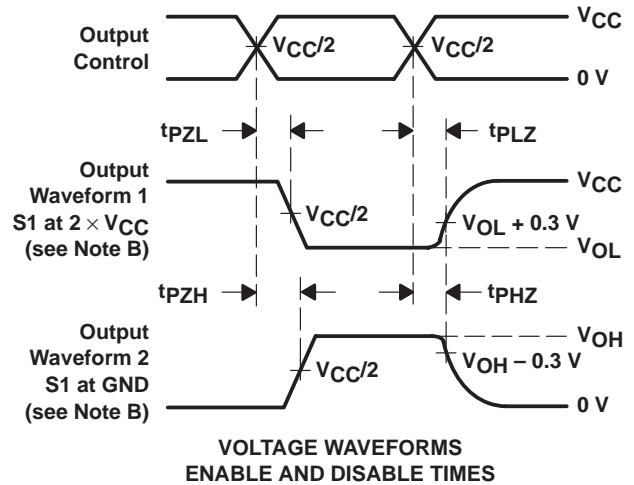 VCC
Output
Control
VCC/2
VCC/2
0 V
tPZL
tPLZ
Output
Waveform 1
S1 at 2 × VCC
(see Note B)
VCC
VCC/2
VOL + 0.3 V
VOL
tPZH
tPHZ
Output
Waveform 2
S1 at GND
(see Note B)
VOH
VCC/2
VOH − 0.3 V
0 V
VOLTAGE WAVEFORMS
ENABLE AND DISABLE TIMES